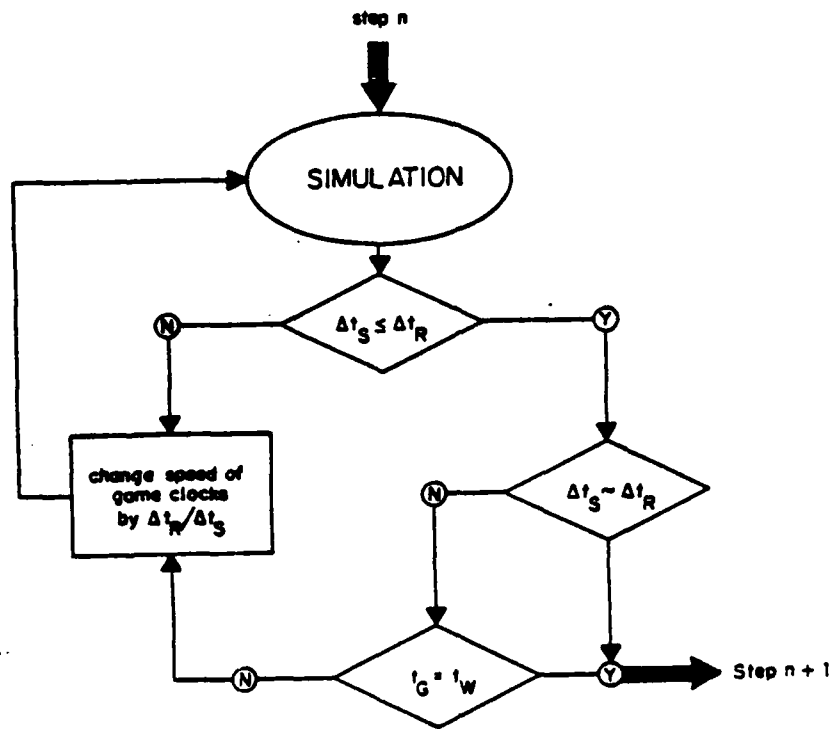 step n
SIMULATION
N
Δt_S ≤ Δt_R
Y
change speed of
game clocks
by Δt_R/Δt_S
N
Δt_S ~ Δt_R
N
t_G = t_W
Y
Step n + 1